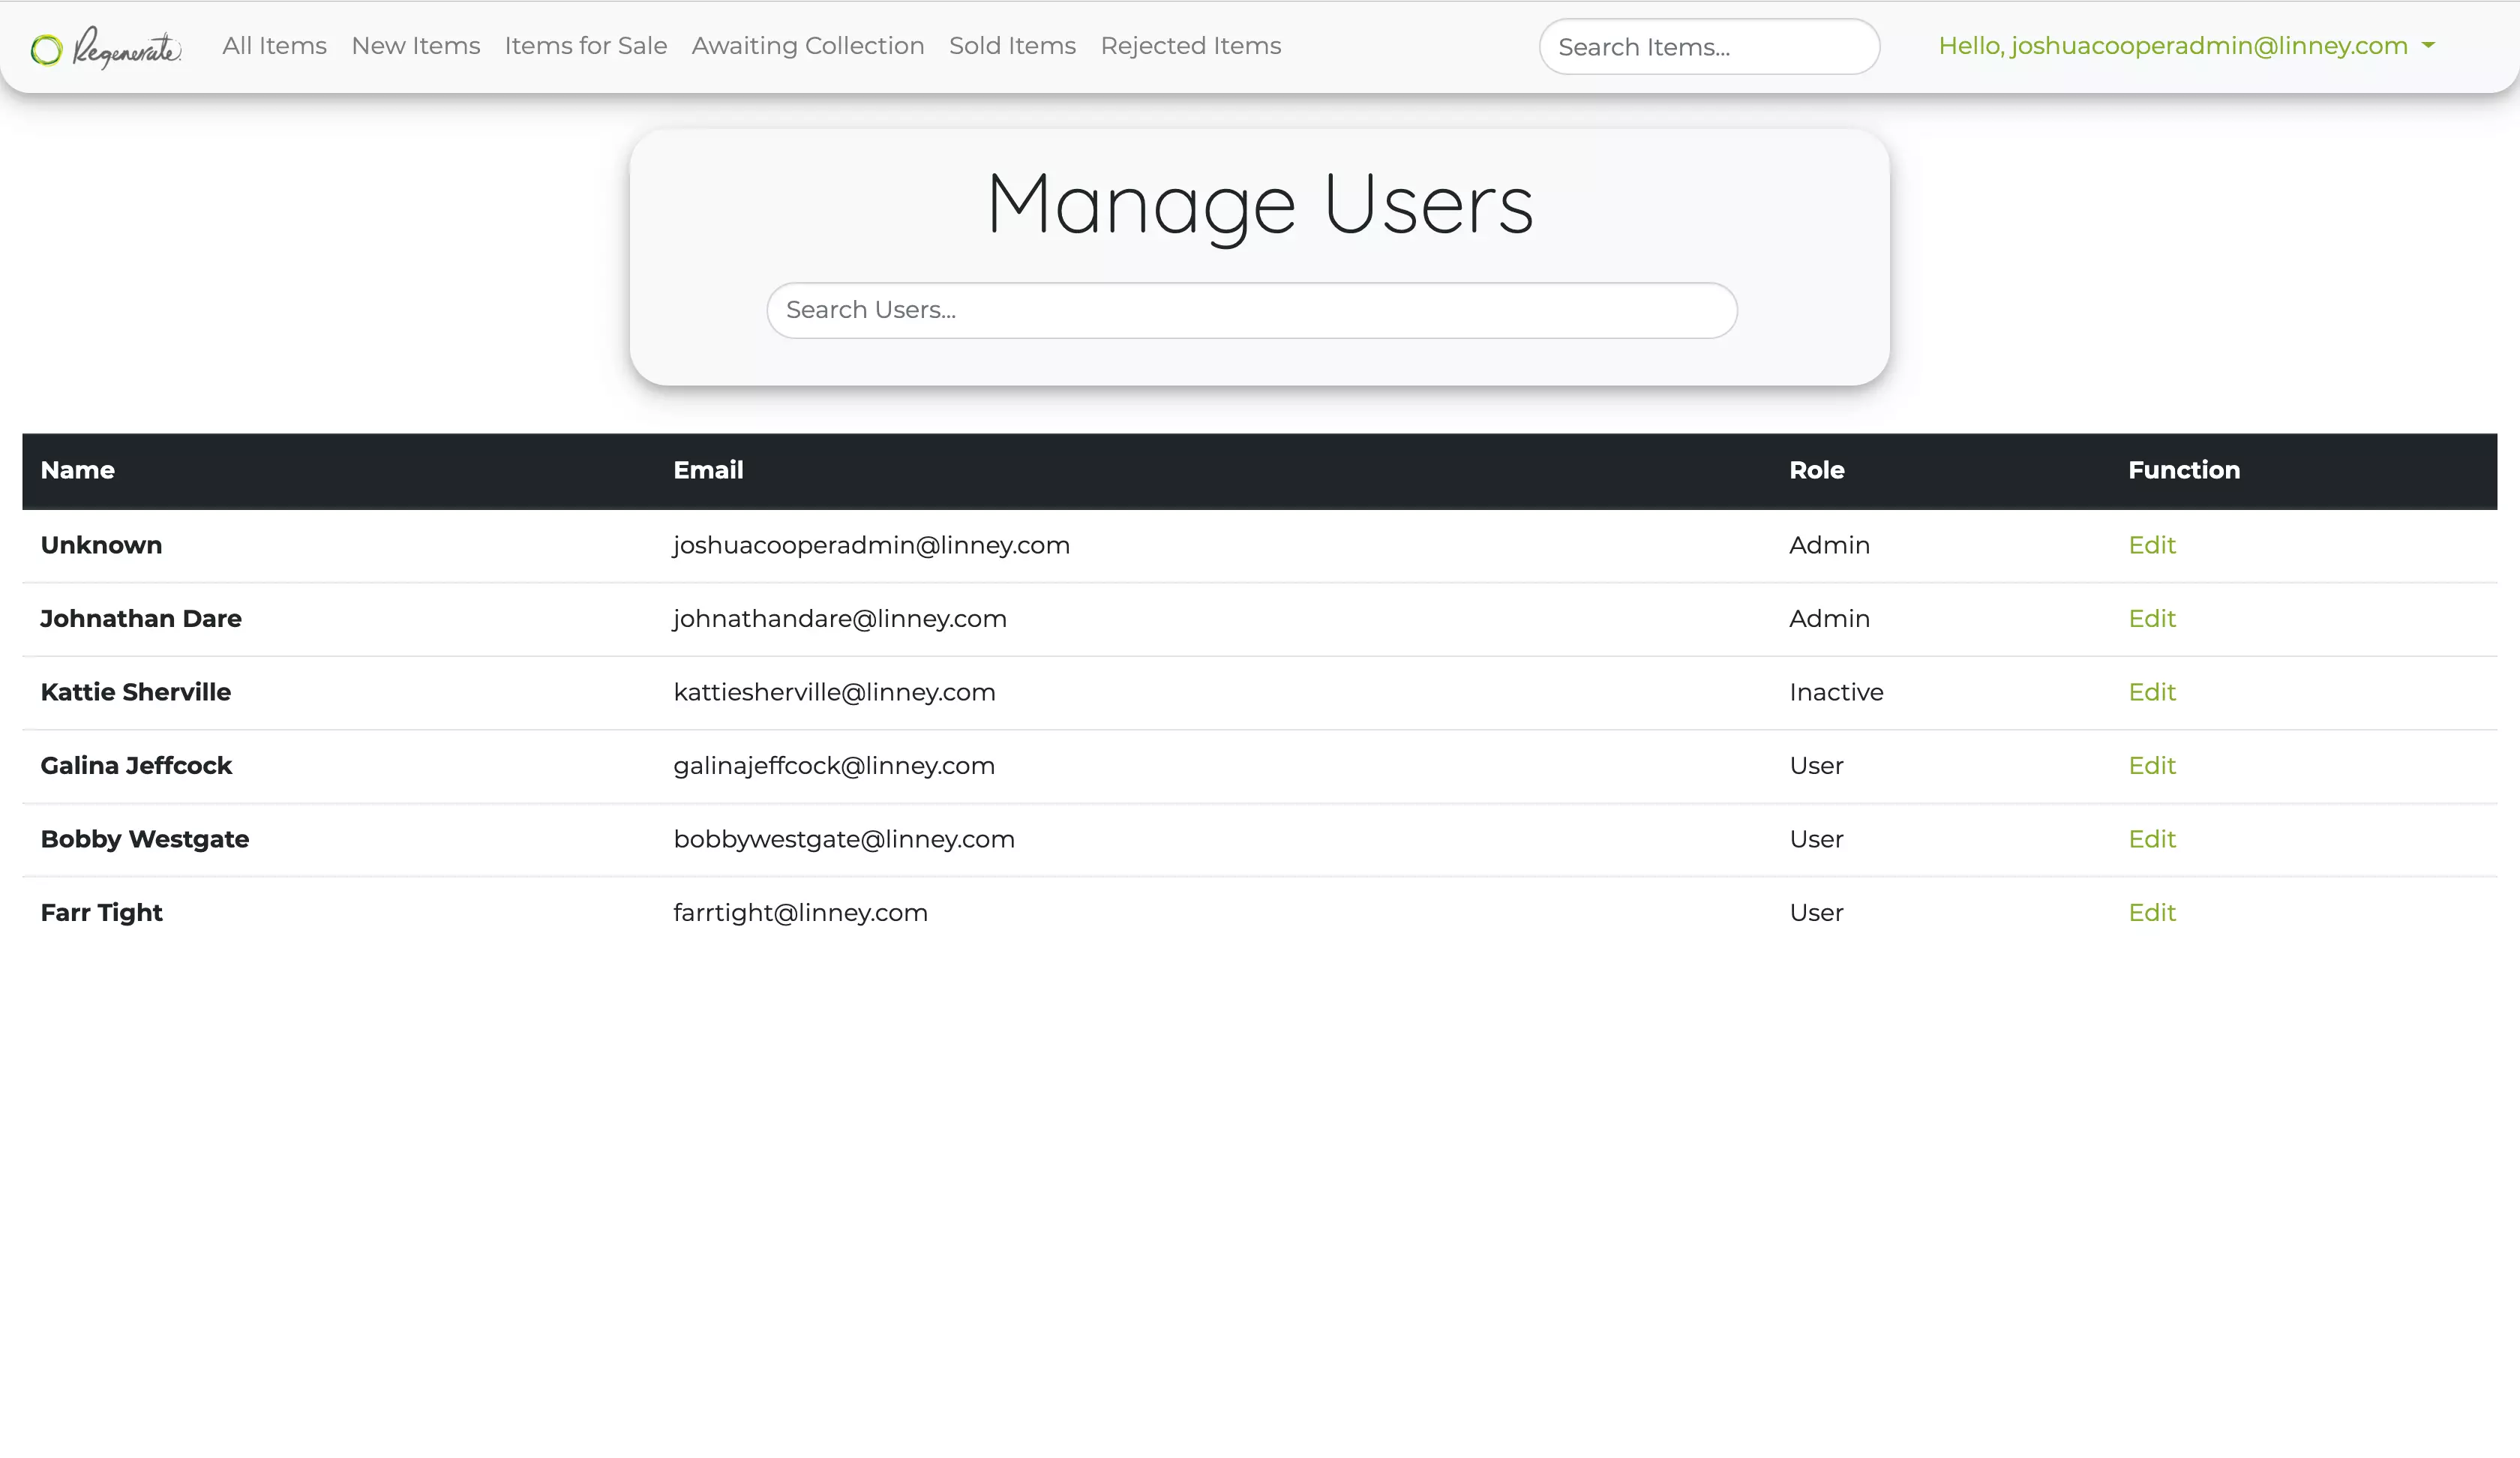 Regenerate. All Items New Items Items for Sale Awaiting Collection Sold Items Rejected Items Search Items... Hello, joshuacooperadmin@linney.com
Manage Users
Search Users...
Name Email Role Function
Unknown joshuacooperadmin@linney.com Admin Edit
Johnathan Dare johnathandare@linney.com Admin Edit
Kattie Sherville kattiesherville@linney.com Inactive Edit
Galina Jeffcock galinajeffcock@linney.com User Edit
Bobby Westgate bobbywestgate@linney.com User Edit
Farr Tight farrtight@linney.com User Edit